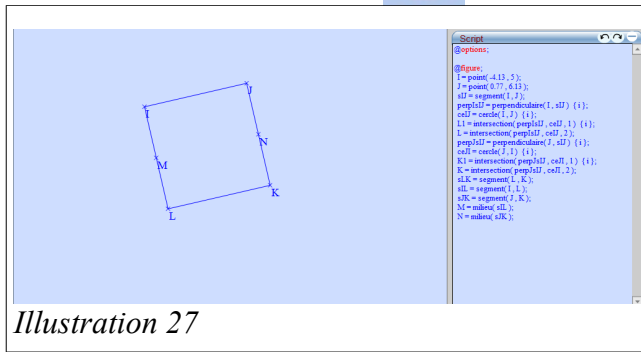 Script
@options;
@figure;
I = point( -4.13 , 5 );
J = point( 0.77 , 6.13 );
sIJ = segment( I , J );
perpIsIJ = perpendiculaire( I , sIJ ) { i };
ceIJ = cercle( I , J ) { i };
L1 = intersection( perpIsIJ , ceIJ , 1 ) { i };
L = intersection( perpIsIJ , ceIJ , 2 );
perpJsIJ = perpendiculaire( J , sIJ ) { i };
ceJI = cercle( J , I ) { i };
K1 = intersection( perpJsIJ , ceJI , 1 ) { i };
K = intersection( perpJsIJ , ceJI , 2 );
sLK = segment( L , K );
sIL = segment( I , L );
sJK = segment( J , K );
M = milieu( sIL );
N = milieu( sJK );
J
I
N
M
K
L
Illustration 27